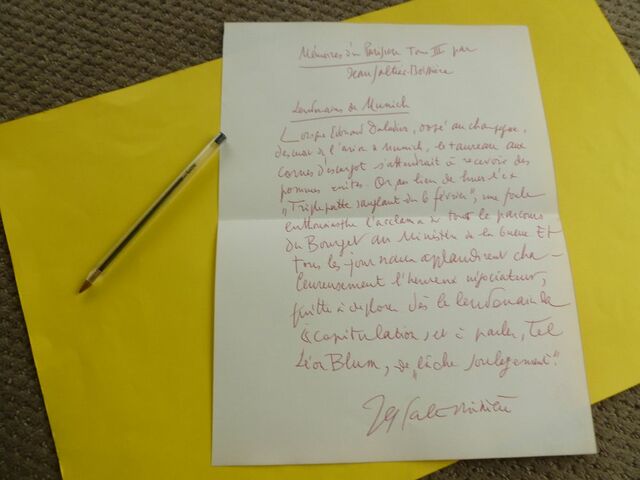 Mémoires d'un Parisien Tome III par
Jean Galtier-Boissière
Lendemains de Munich
Lorsque Edouard Daladier, dopé au champagne,
descend de l'avion à Munich, le taureau aux
cornes d'escargot s'attendrait à recevoir des
pommes cuites. Or, au lieu de huer l'ex
"Triplepatte sanglant du 6 février", une foule
enthousiaste l'acclama sur tout le parcours
du Bourget au Ministère de la Guerre Et
tous les journaux applaudirent cha-
leureusement l'heureux négociateur,
quitte à déplorer dès le lendemain la
capitulation, et à parler, tel
Léon Blum, de "lâche soulagement".